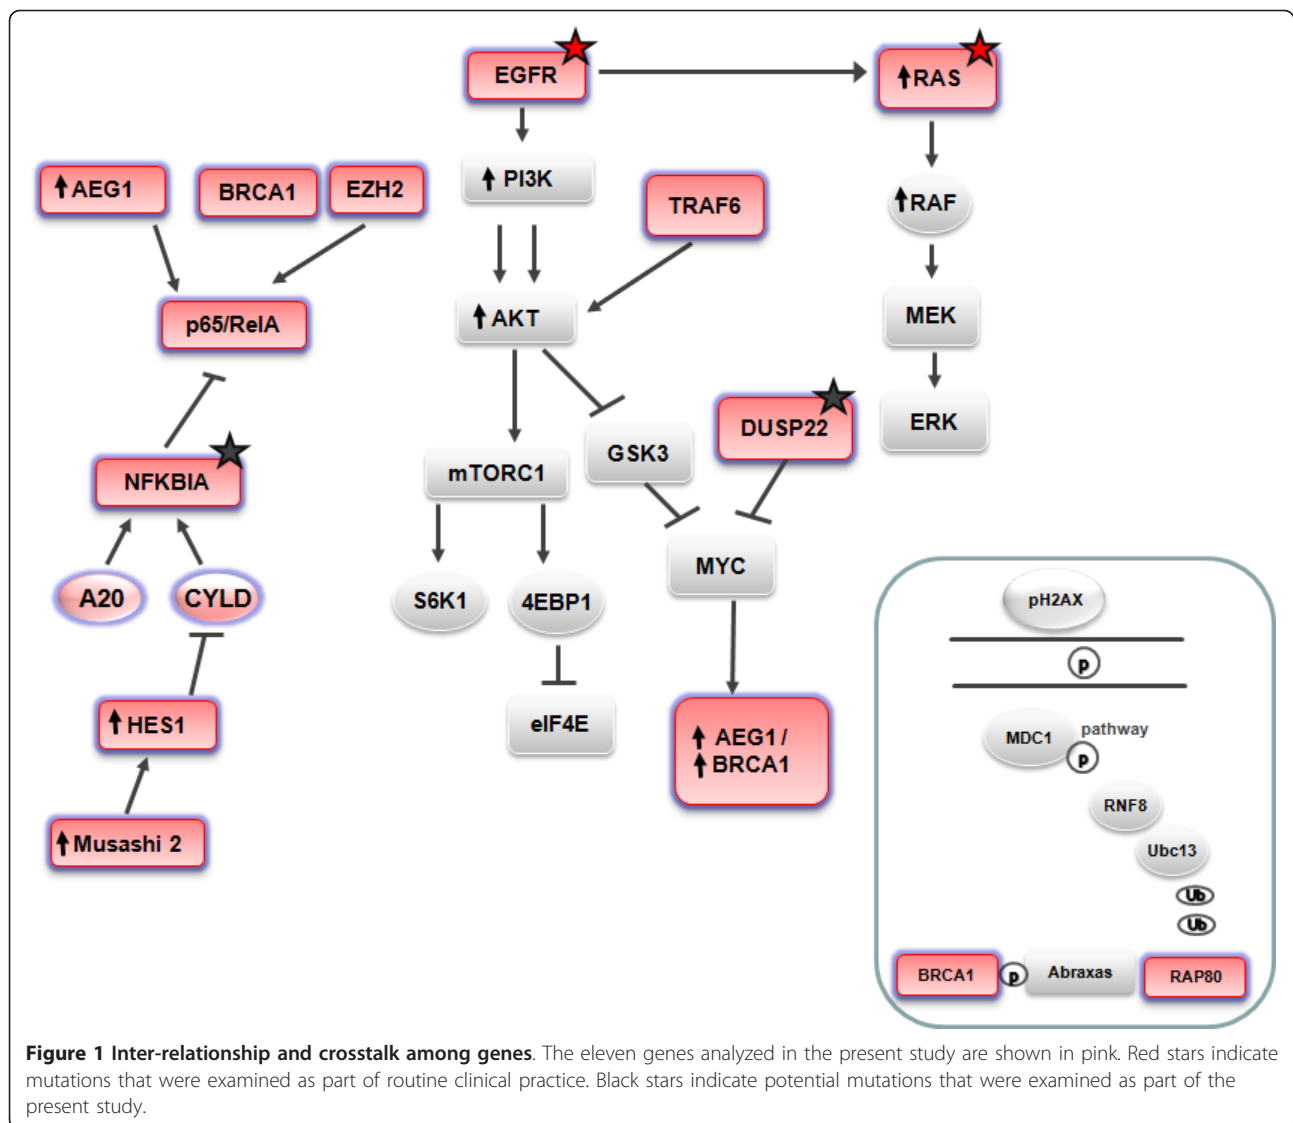 EGFR
RAS
AEG1
BRCA1
EZH2
PI3K
TRAF6
RAF
p65/RelA
AKT
MEK
ERK
DUSP22
GSK3
mTORC1
NFKBIA
MYC
A20
CYLD
S6K1
4EBP1
HES1
eIF4E
AEG1 /
BRCA1
Musashi 2
pH2AX
p
MDC1
pathway
p
RNF8
Ubc13
Ub
Ub
BRCA1
p
Abraxas
RAP80
Figure 1 Inter-relationship and crosstalk among genes. The eleven genes analyzed in the present study are shown in pink. Red stars indicate
mutations that were examined as part of routine clinical practice. Black stars indicate potential mutations that were examined as part of the
present study.